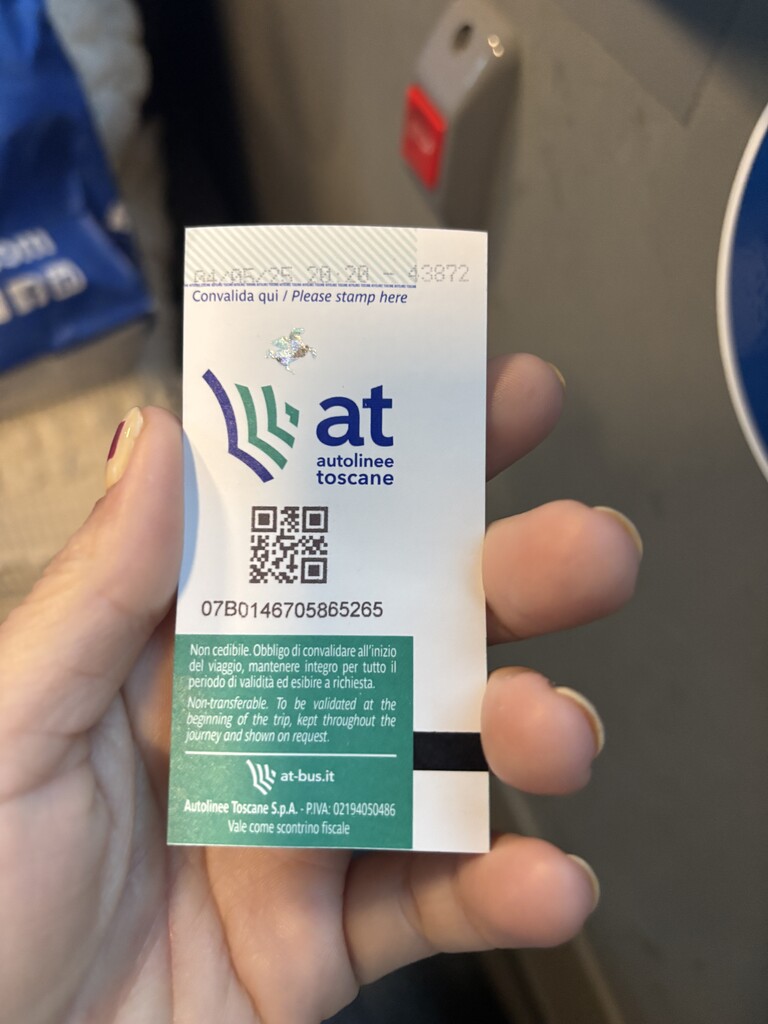 04/05/25 20:20 - 43872
Convalida qui / Please stamp here
at
autolinee
toscane
07B0146705865265
Non cedibile. Obbligo di convalidare all'inizio
del viaggio, mantenere integro per tutto il
periodo di validità ed esibire a richiesta.
Non-transferable. To be validated at the
beginning of the trip, kept throughout the
journey and shown on request.
at-bus.it
Autolinee Toscane S.p.A. - P.IVA: 02194050486
Vale come scontrino fiscale